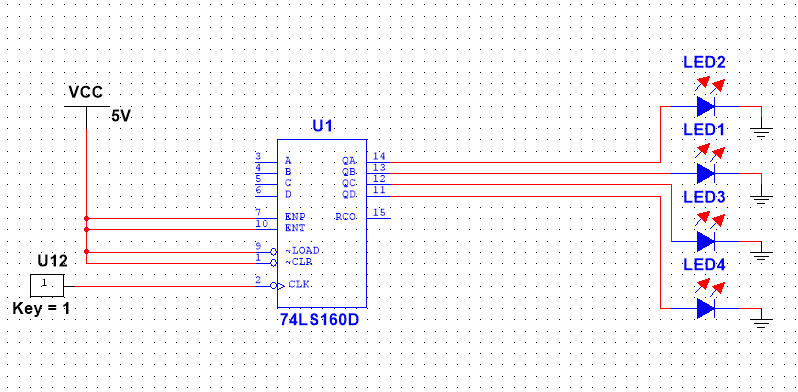 VCC
5V
U1
3 A QA 14
4 B QB 13
5 C QC 12
6 D QD 11
7 ENP RCO 15
10 ENT
9 ~LOAD
1 ~CLR
2 CLK
74LS160D
U12
1
Key = 1
LED2
LED1
LED3
LED4